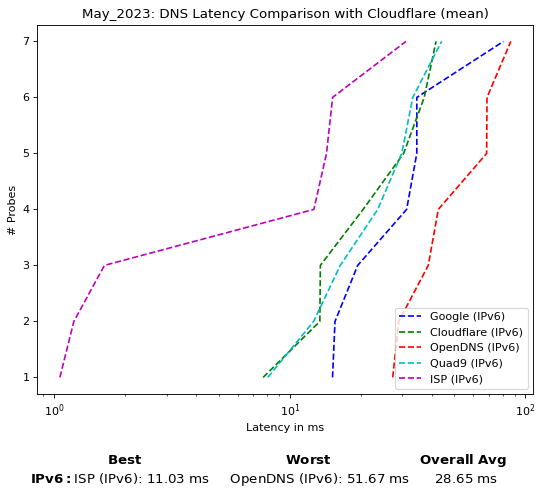 May_2023: DNS Latency Comparison with Cloudflare (mean)
7
6
5
4
3
2
1
# Probes
Google (IPv6)
Cloudflare (IPv6)
OpenDNS (IPv6)
Quad9 (IPv6)
ISP (IPv6)
10⁰ 10¹ 10²
Latency in ms
Best Worst Overall Avg
IPv6: ISP (IPv6): 11.03 ms OpenDNS (IPv6): 51.67 ms 28.65 ms